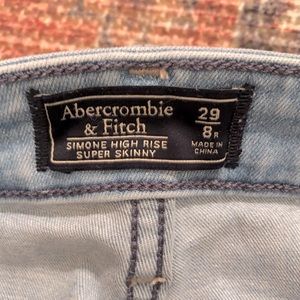 Abercrombie
& Fitch
SIMONE HIGH RISE
SUPER SKINNY
29
8R
MADE IN
CHINA